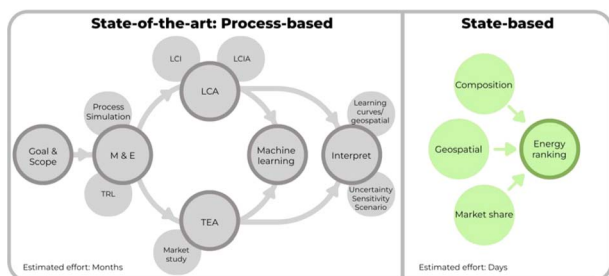 State-of-the-art: Process-based
State-based
LCI
LCIA
LCA
Process
Simulation
Learning
curves/
geospatial
Goal &
Scope
M & E
Machine
learning
Interpret
TRL
TEA
Market
study
Uncertainty
Sensitivity
Scenario
Estimated effort: Months
Composition
Geospatial
Energy
ranking
Market share
Estimated effort: Days